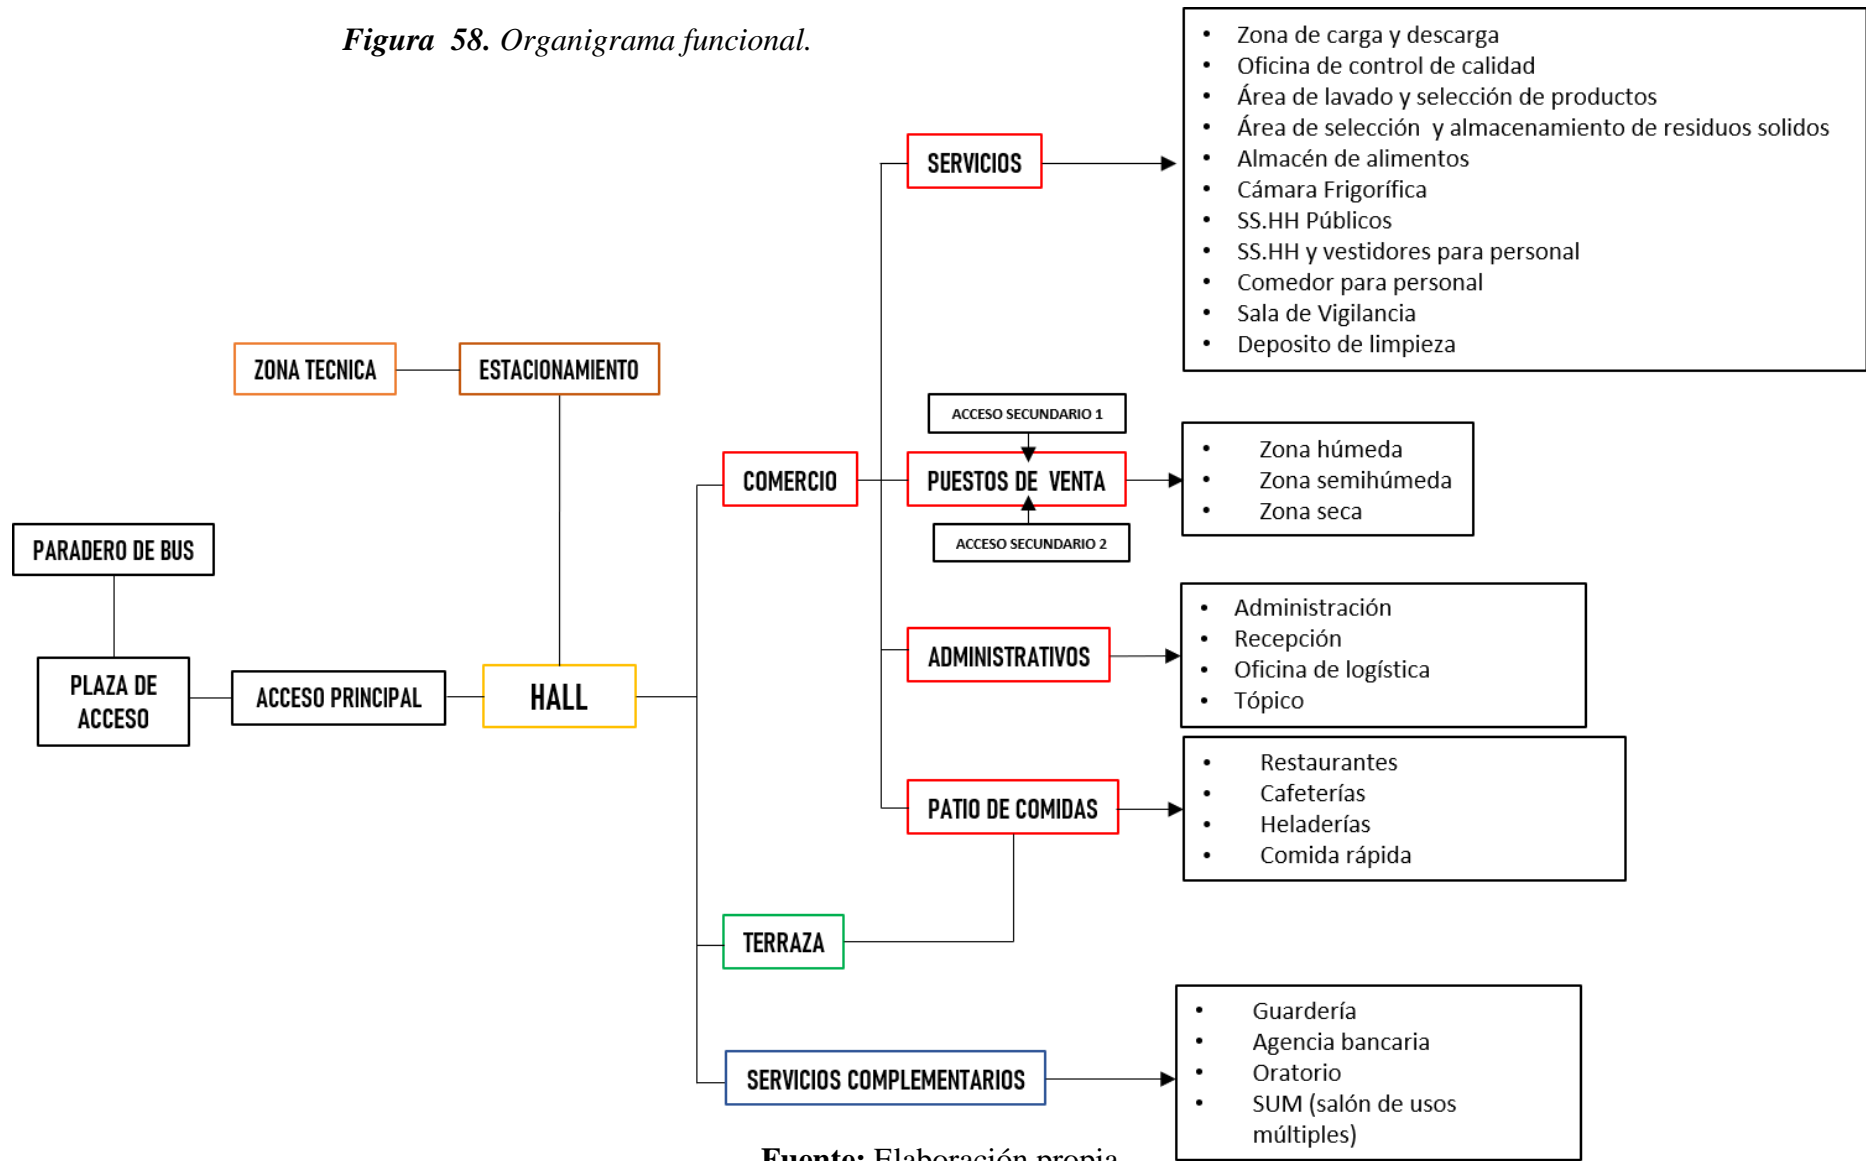 Figura 58. Organigrama funcional.
• Zona de carga y descarga
• Oficina de control de calidad
• Área de lavado y selección de productos
• Área de selección y almacenamiento de residuos solidos
• Almacén de alimentos
• Cámara Frigorífica
• SS.HH Públicos
• SS.HH y vestidores para personal
• Comedor para personal
• Sala de Vigilancia
• Deposito de limpieza
SERVICIOS
ZONA TECNICA
ESTACIONAMIENTO
ACCESO SECUNDARIO 1
COMERCIO
PUESTOS DE VENTA
• Zona húmeda
• Zona semihúmeda
• Zona seca
ACCESO SECUNDARIO 2
PARADERO DE BUS
PLAZA DE
ACCESO
ACCESO PRINCIPAL
HALL
ADMINISTRATIVOS
• Administración
• Recepción
• Oficina de logística
• Tópico
PATIO DE COMIDAS
• Restaurantes
• Cafeterías
• Heladerías
• Comida rápida
TERRAZA
SERVICIOS COMPLEMENTARIOS
• Guardería
• Agencia bancaria
• Oratorio
• SUM (salón de usos
múltiples)
Fuente: Elaboración propia